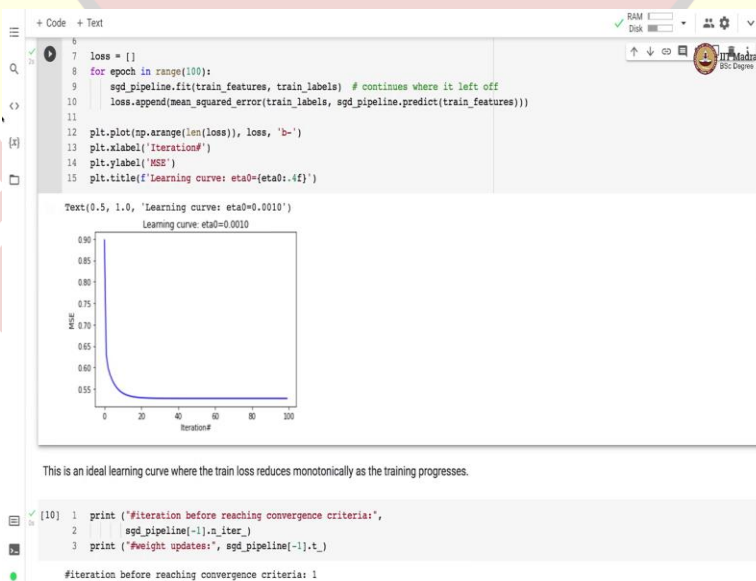 + Code + Text
RAM
Disk
IIT Madras
BSc Degree
6
7 loss = []
8 for epoch in range(100):
9 sgd_pipeline.fit(train_features, train_labels) # continues where it left off
10 loss.append(mean_squared_error(train_labels, sgd_pipeline.predict(train_features)))
11
12 plt.plot(np.arange(len(loss)), loss, 'b-')
13 plt.xlabel('Iteration#')
14 plt.ylabel('MSE')
15 plt.title(f'Learning curve: eta0={eta0:.4f}')
Text(0.5, 1.0, 'Learning curve: eta0=0.0010')
Learning curve: eta0=0.0010
0.90
0.85
0.80
0.75
0.70
0.65
0.60
0.55
MSE
0 20 40 60 80 100
Iteration#
This is an ideal learning curve where the train loss reduces monotonically as the training progresses.
[10] 1 print ("#iteration before reaching convergence criteria:",
2 sgd_pipeline[-1].n_iter_)
3 print ("#weight updates:", sgd_pipeline[-1].t_)
#iteration before reaching convergence criteria: 1